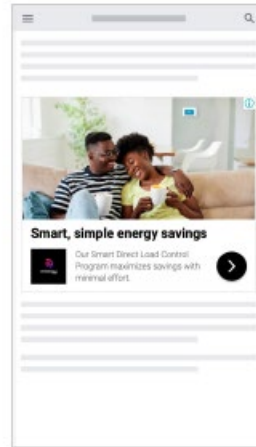 Smart, simple energy savings
Our Smart Direct Load Control
Program maximizes savings with
minimal effort.